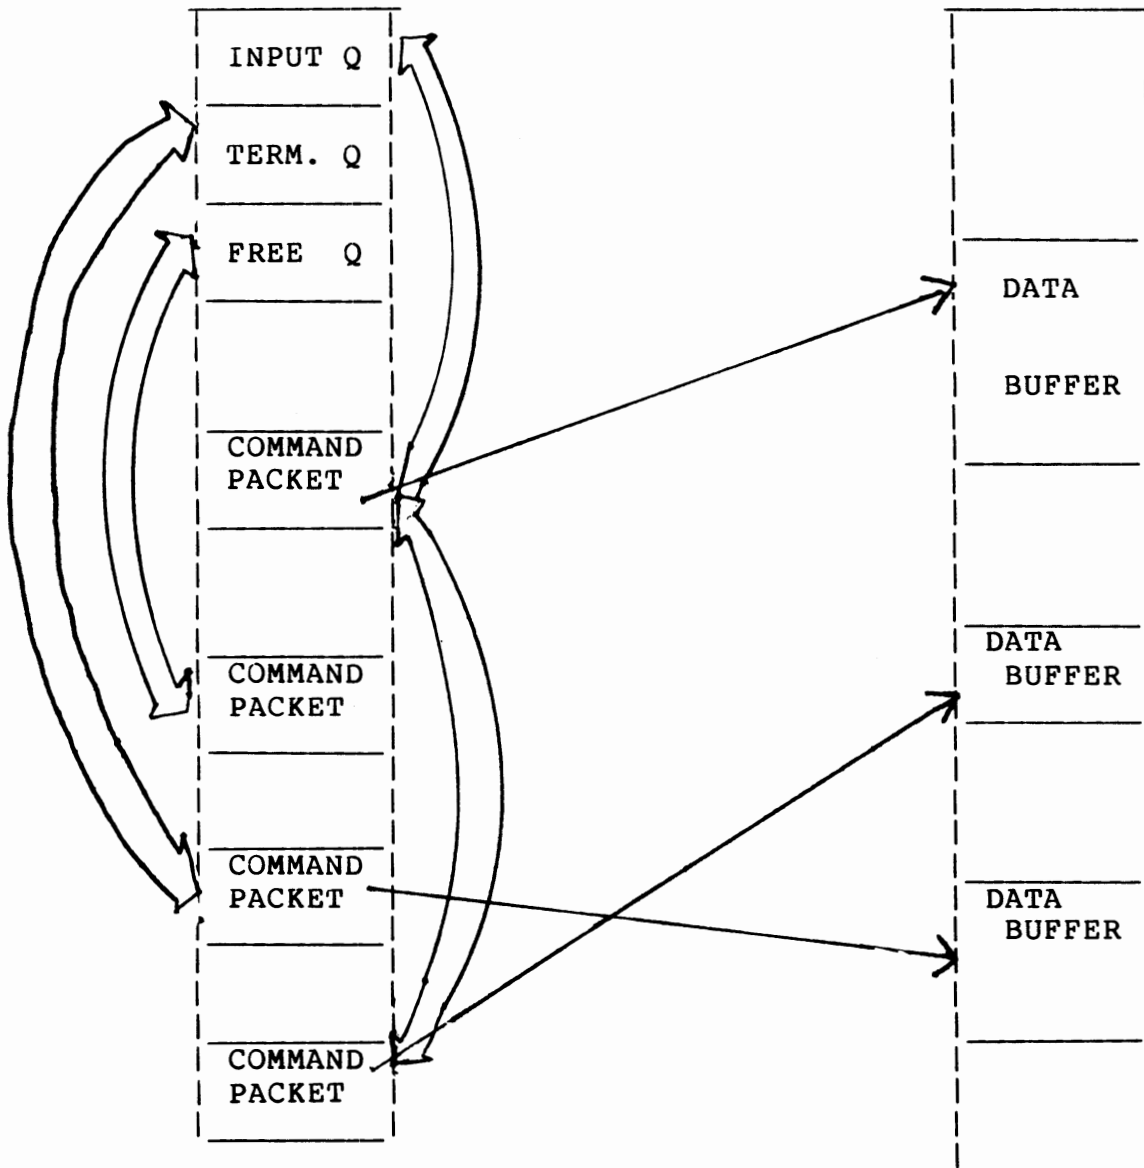 INPUT Q
TERM. Q
FREE Q
COMMAND
PACKET
COMMAND
PACKET
COMMAND
PACKET
COMMAND
PACKET
DATA
BUFFER
DATA
BUFFER
DATA
BUFFER